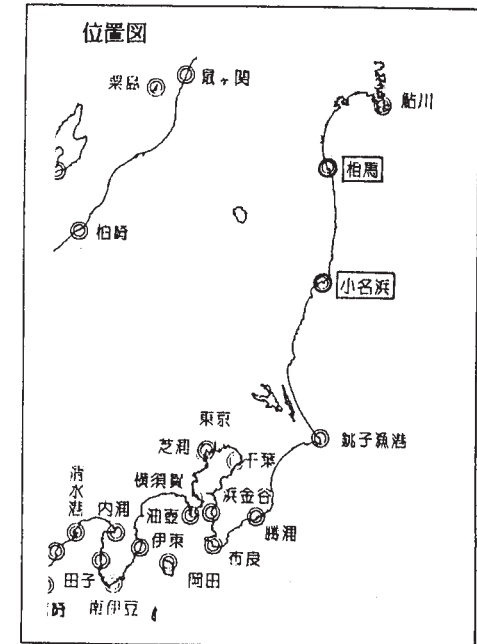 位置図
粟島
鼠ヶ関
鮎川
相馬
柏崎
小名浜
東京
芝浦
千葉
銚子漁港
清水港
内浦
横須賀
油壺
浜金谷
勝浦
伊東
布良
田子
岡田
南伊豆
崎